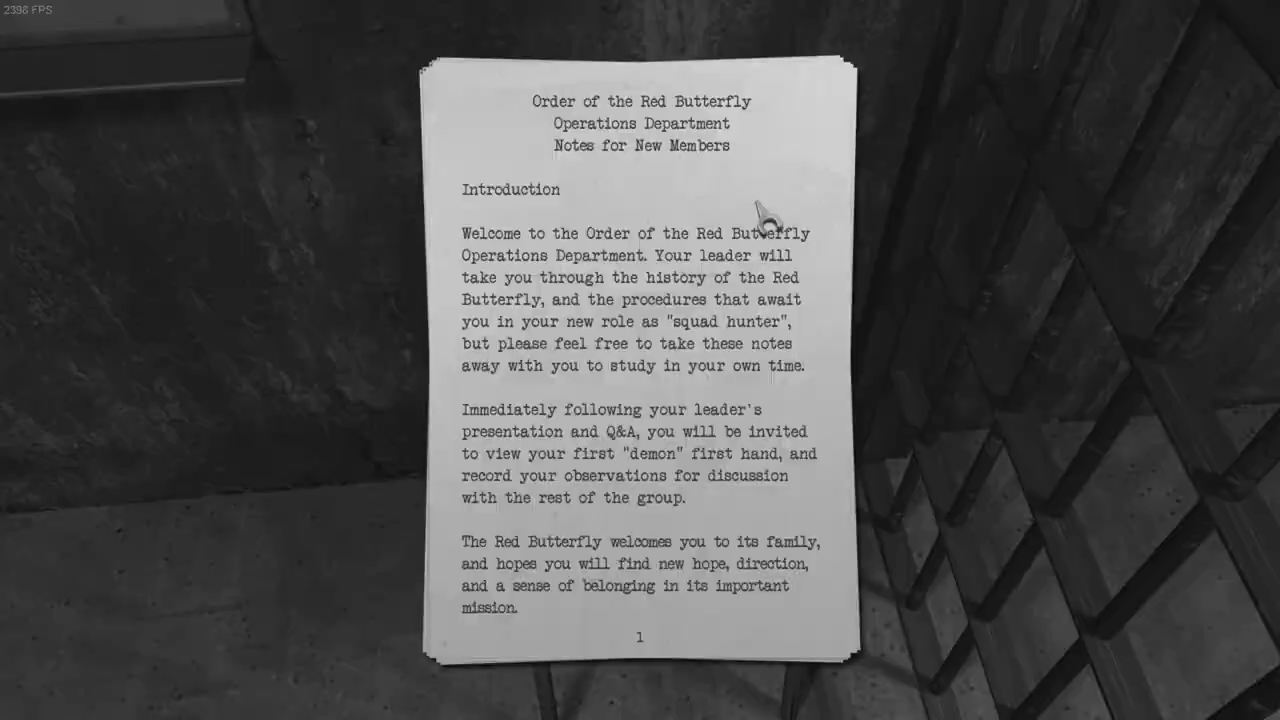 2398 FPS
Order of the Red Butterfly
Operations Department
Notes for New Members
Introduction
Welcome to the Order of the Red Butterfly
Operations Department. Your leader will
take you through the history of the Red
Butterfly, and the procedures that await
you in your new role as "squad hunter",
but please feel free to take these notes
away with you to study in your own time.
Immediately following your leader's
presentation and Q&A, you will be invited
to view your first "demon" first hand, and
record your observations for discussion
with the rest of the group.
The Red Butterfly welcomes you to its family,
and hopes you will find new hope, direction,
and a sense of belonging in its important
mission.
1